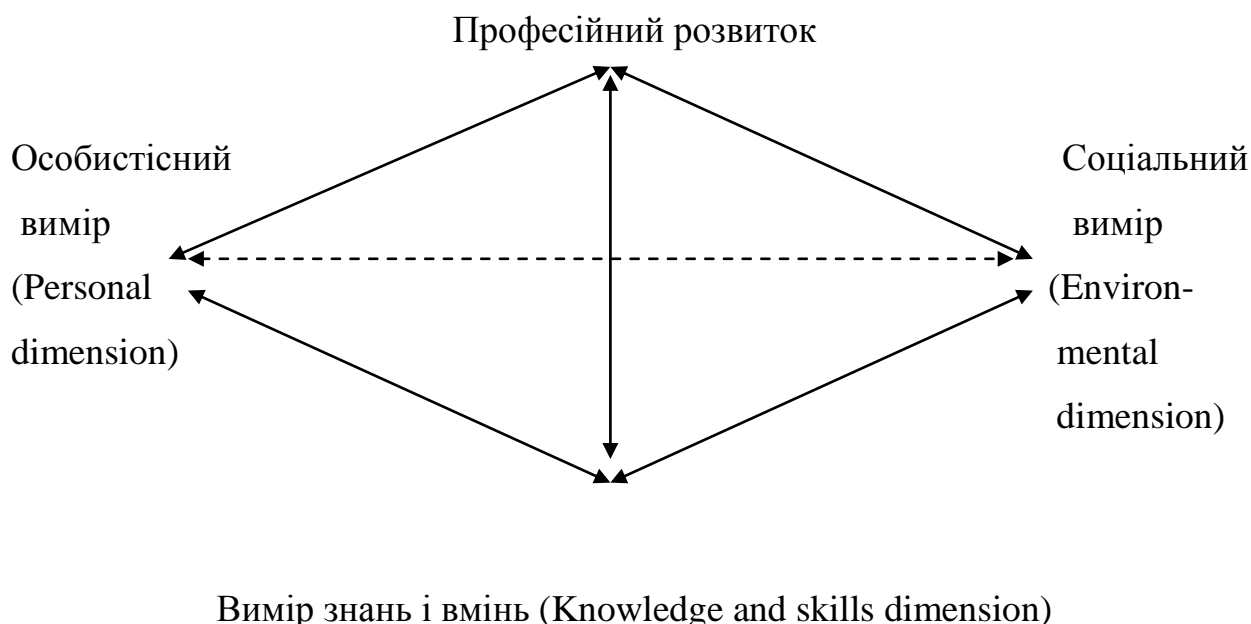 Професійний розвиток
Особистісний
вимір
(Personal
dimension)
Соціальний
вимір
(Environ-
mental
dimension)
Вимір знань і вмінь (Knowledge and skills dimension)